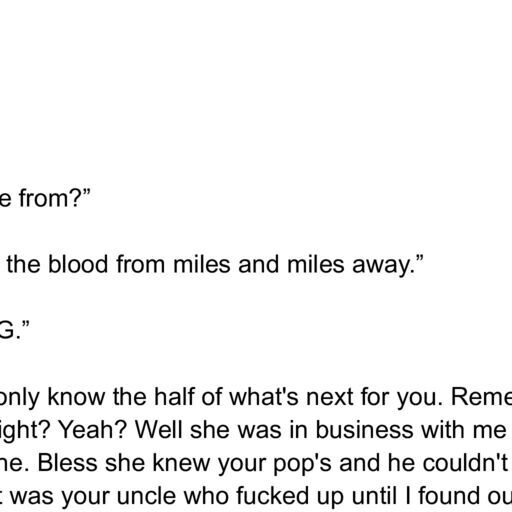 e from?”
the blood from miles and miles away.”
G.”
only know the half of what's next for you. Reme
ight? Yeah? Well she was in business with me
ne. Bless she knew your pop's and he couldn't
t was your uncle who fucked up until I found ou